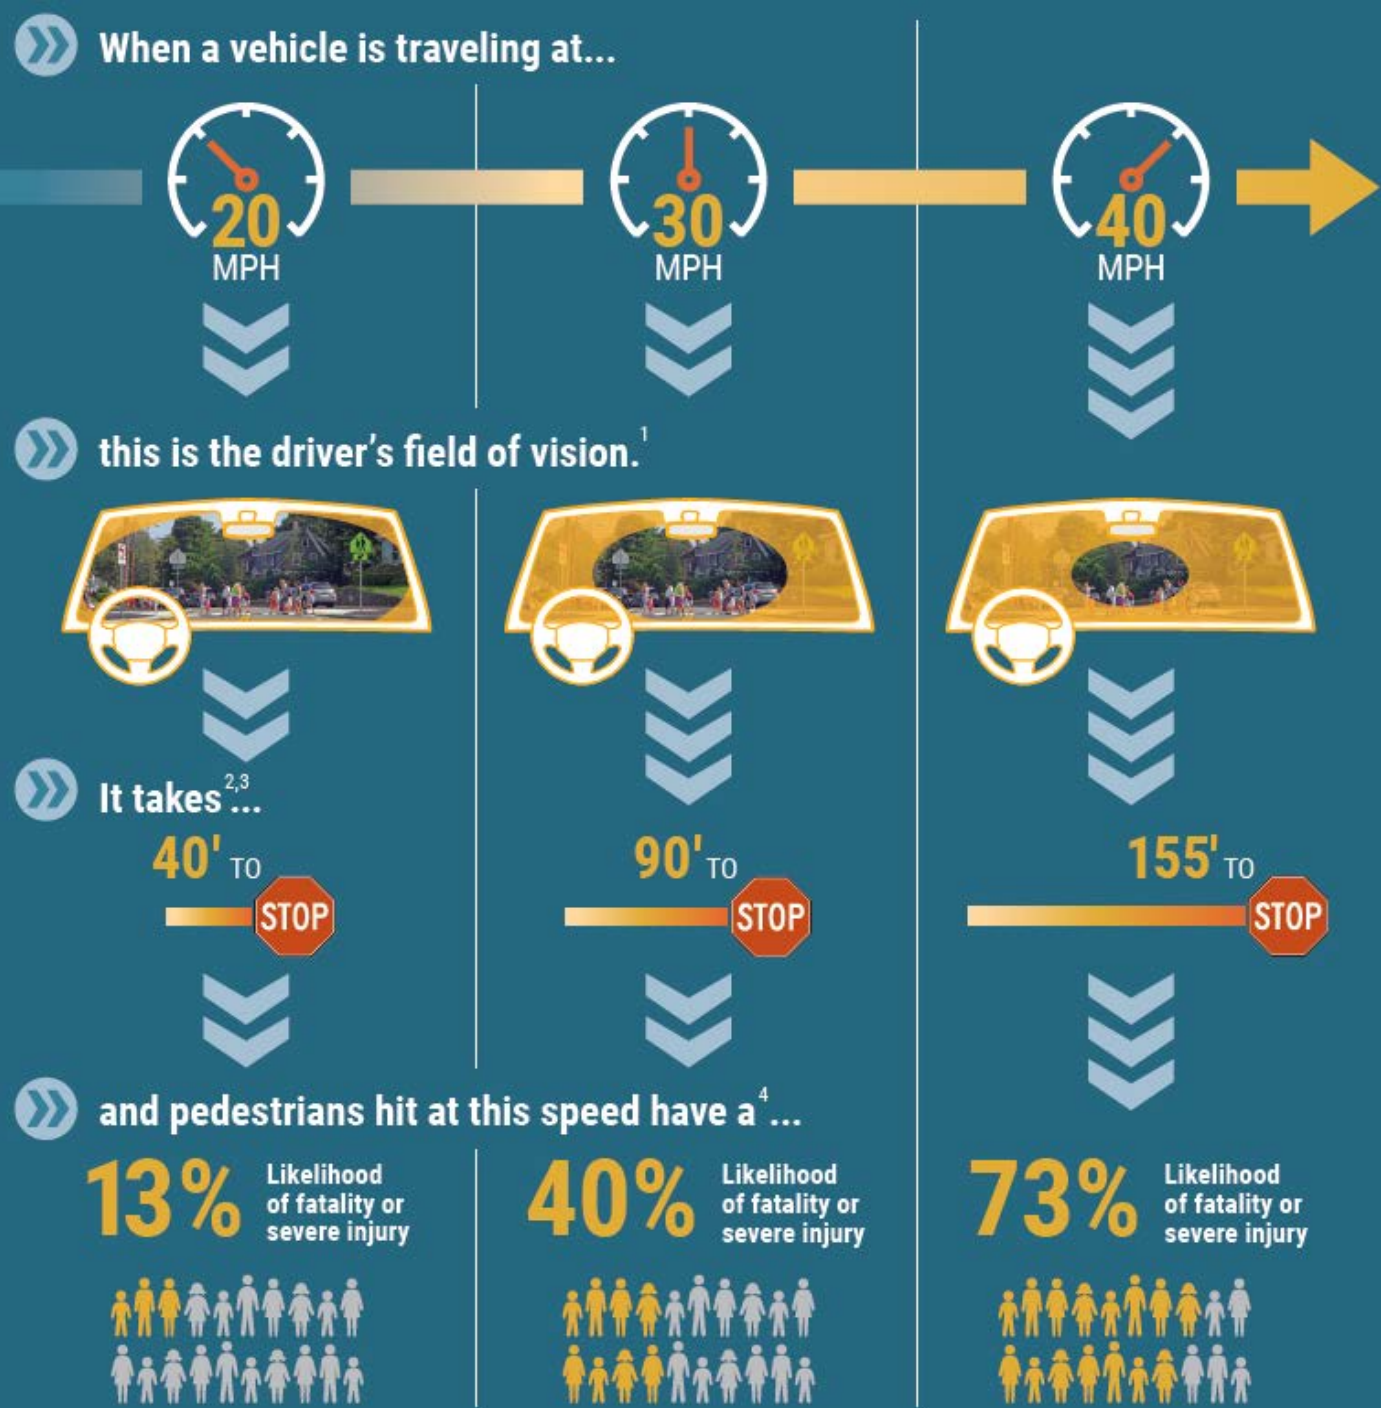 When a vehicle is traveling at...
20
MPH
30
MPH
40
MPH
this is the driver’s field of vision.1
It takes2,3...
40' TO
STOP
90' TO
STOP
155' TO
STOP
and pedestrians hit at this speed have a4...
13%
Likelihood
of fatality or
severe injury
40%
Likelihood
of fatality or
severe injury
73%
Likelihood
of fatality or
severe injury